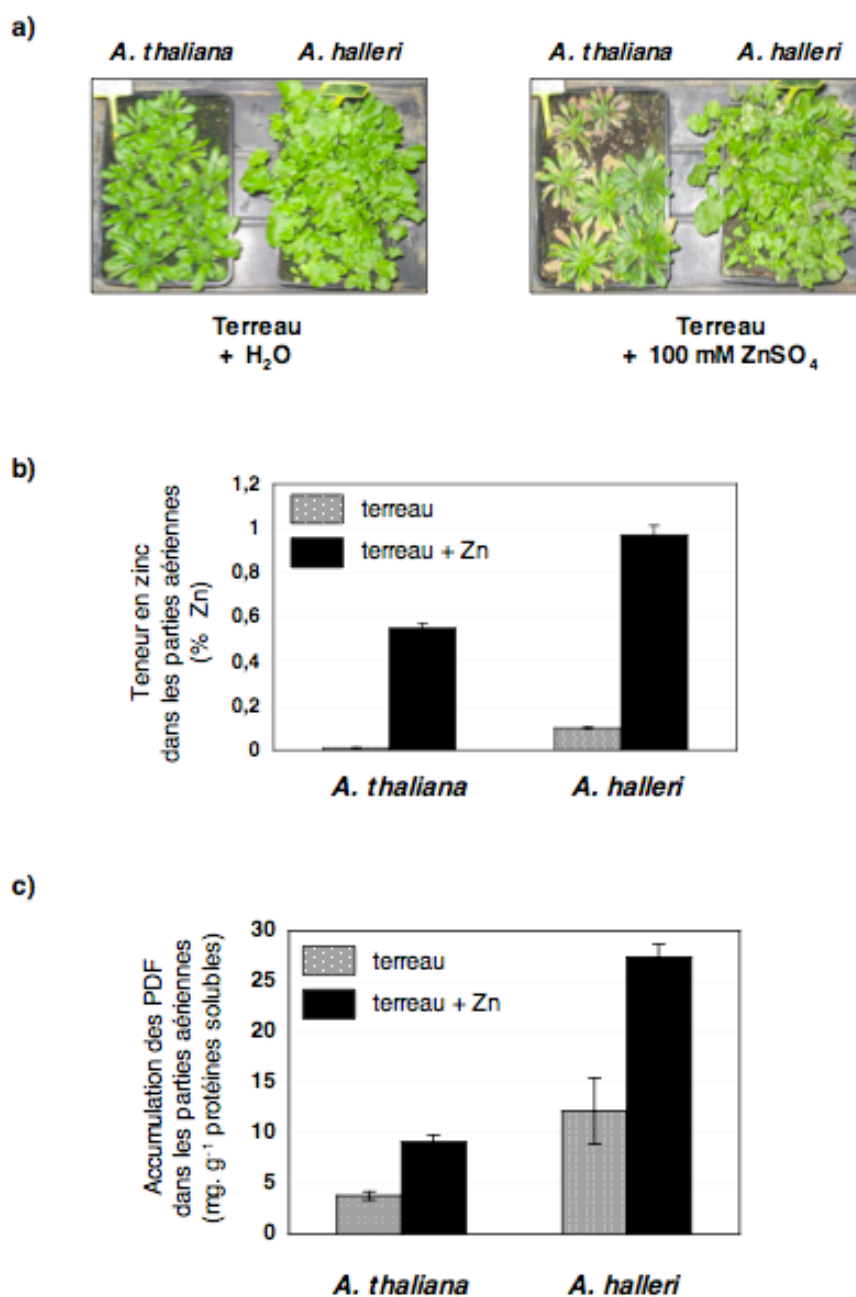 a)
A. thaliana A. halleri A. thaliana A. halleri
Terreau
+ H₂O
Terreau
+ 100 mM ZnSO₄
b)
Teneur en zinc
dans les parties aériennes
(% Zn)
1,2
1
0,8
0,6
0,4
0,2
0
terreau
terreau + Zn
A. thaliana A. halleri
c)
Accumulation des PDF
dans les parties aériennes
(mg. g⁻¹ protéines solubles)
30
25
20
15
10
5
0
terreau
terreau + Zn
A. thaliana A. halleri